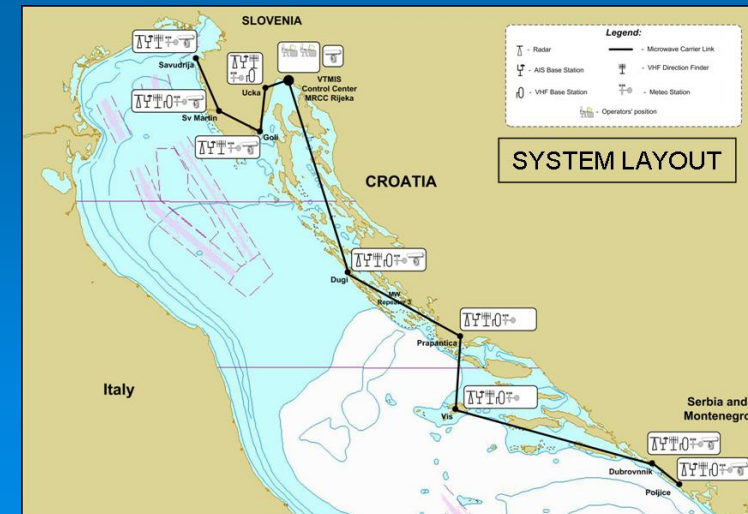 SLOVENIA
Legend:
- Radar
- Microwave Carrier Link
- AIS Base Station
- VHF Direction Finder
- VHF Base Station
- Meteo Station
- Operators' position
SYSTEM LAYOUT
Savudrija
Ucka
VTMIS
Control Center
MRCC Rijeka
Sv Martin
Goli
CROATIA
Dugi
MW
Repeater 3
Prapantica
Italy
Vis
Serbia and
Montenegro
Dubrovnnik
Poljice